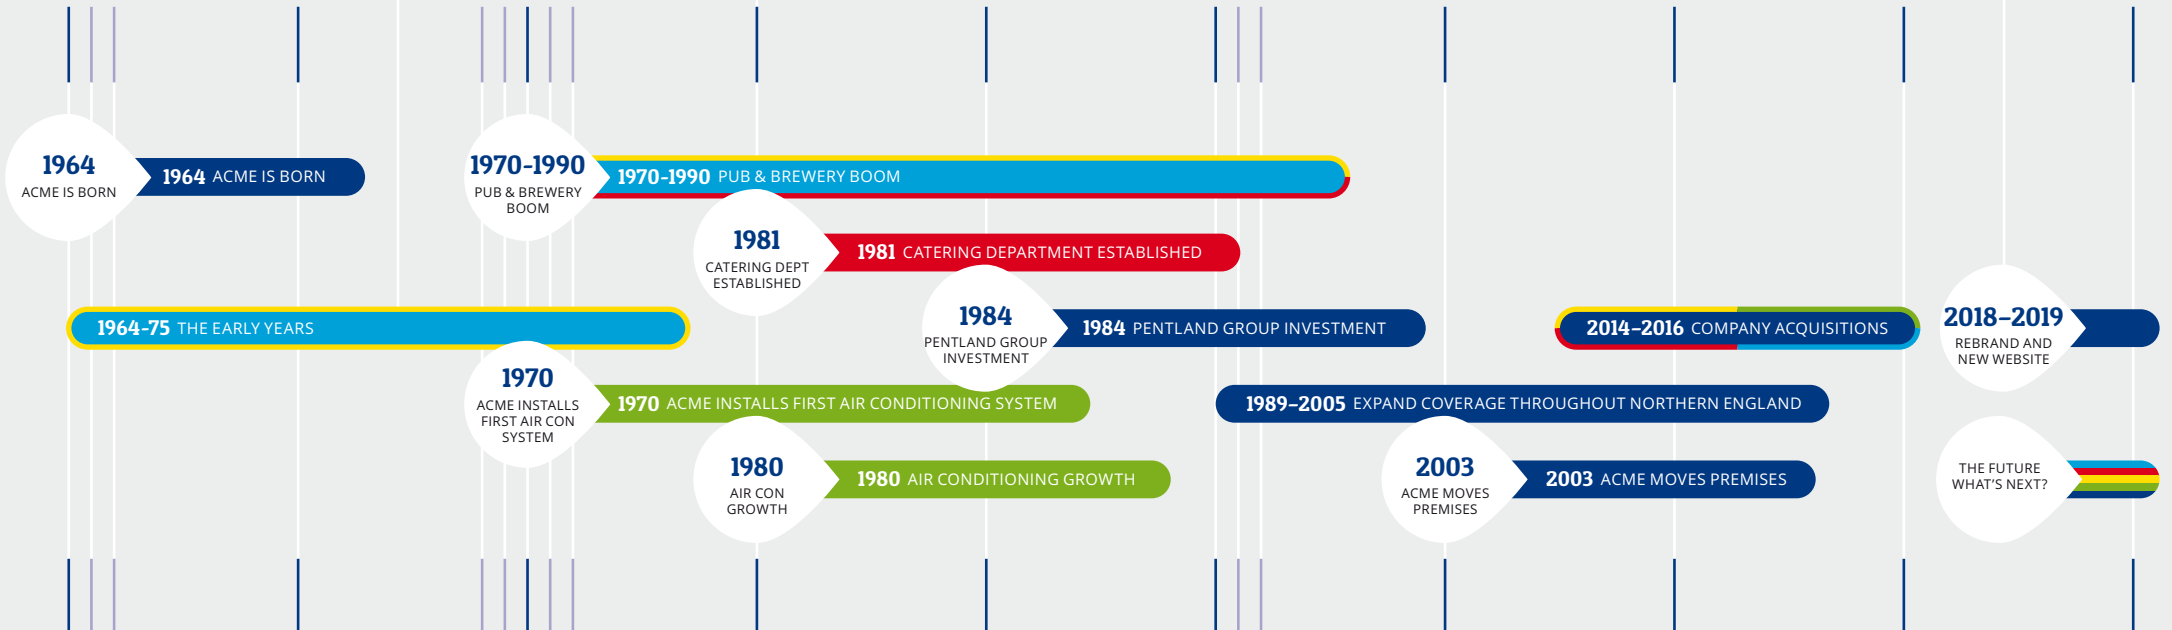 1964
ACME IS BORN
1964 ACME IS BORN
1970-1990
PUB & BREWERY
BOOM
1970-1990 PUB & BREWERY BOOM
1981
CATERING DEPT
ESTABLISHED
1981 CATERING DEPARTMENT ESTABLISHED
1964-75 THE EARLY YEARS
1984
PENTLAND GROUP
INVESTMENT
1984 PENTLAND GROUP INVESTMENT
2014–2016 COMPANY ACQUISITIONS
2018–2019
REBRAND AND
NEW WEBSITE
1970
ACME INSTALLS
FIRST AIR CON
SYSTEM
1970 ACME INSTALLS FIRST AIR CONDITIONING SYSTEM
1989–2005 EXPAND COVERAGE THROUGHOUT NORTHERN ENGLAND
1980
AIR CON
GROWTH
1980 AIR CONDITIONING GROWTH
2003
ACME MOVES
PREMISES
2003 ACME MOVES PREMISES
THE FUTURE
WHAT'S NEXT?